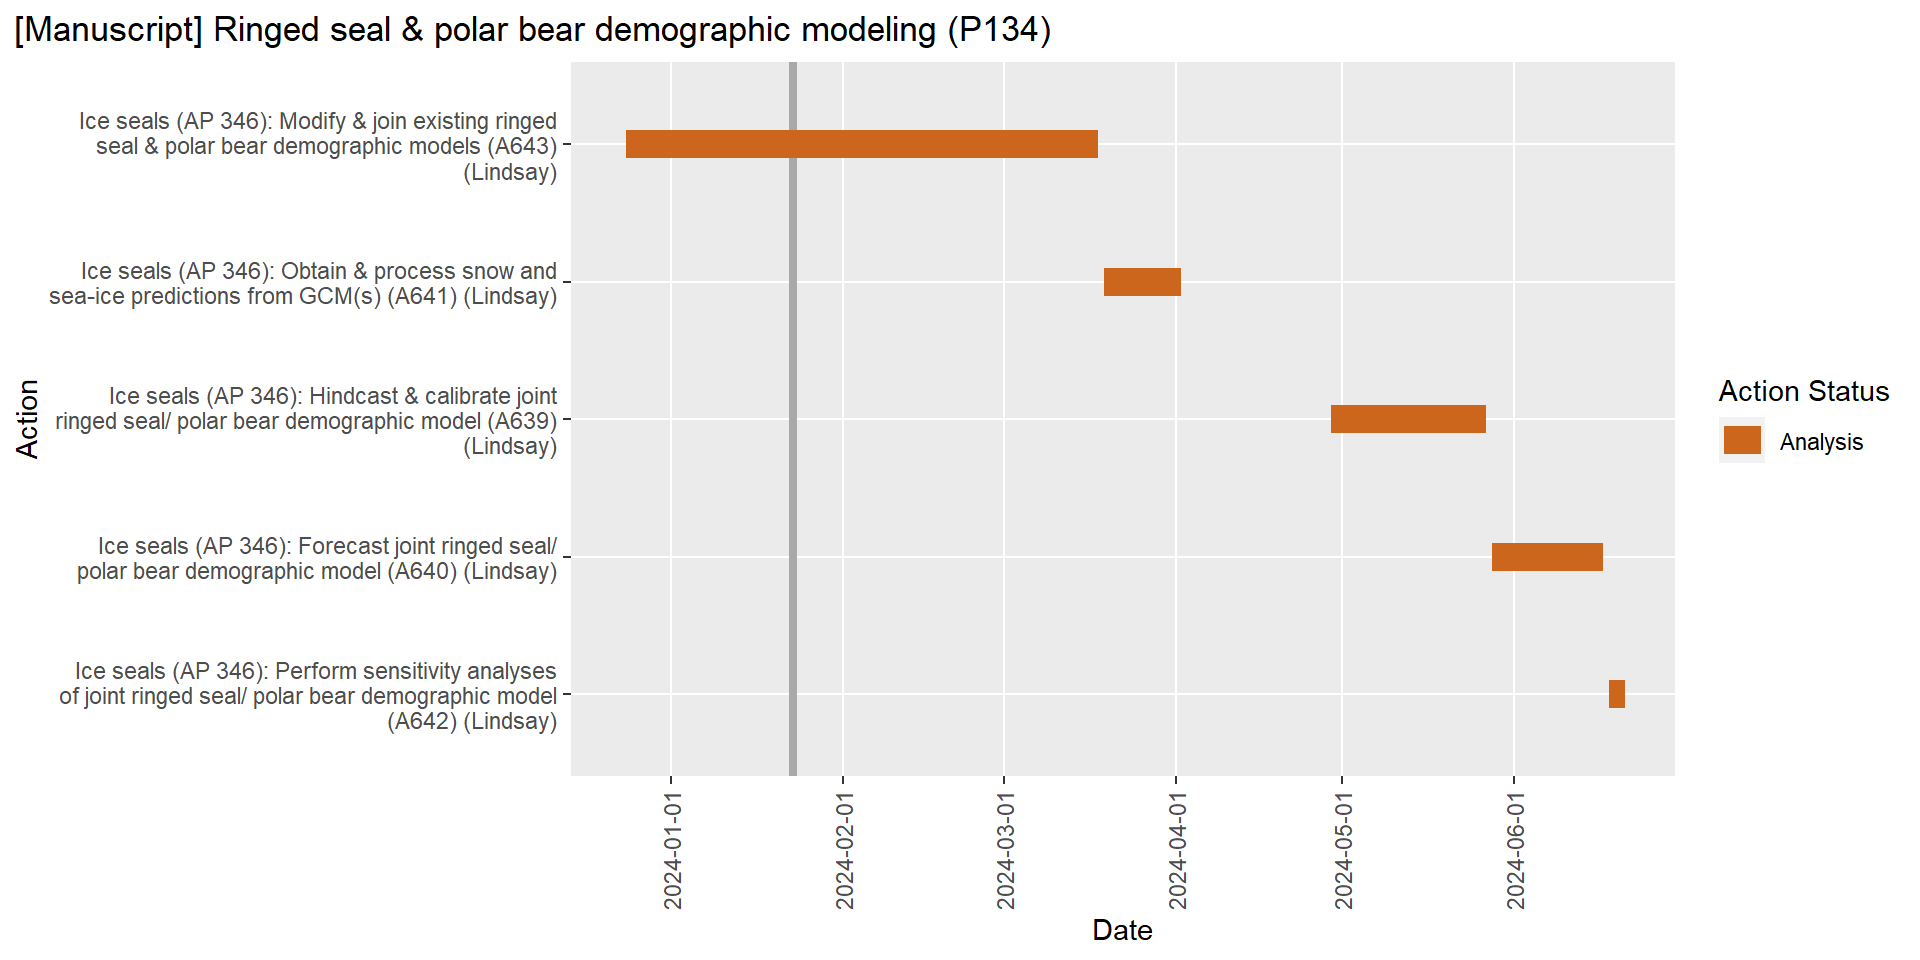 [Manuscript] Ringed seal & polar bear demographic modeling (P134)
Ice seals (AP 346): Modify & join existing ringed
seal & polar bear demographic models (A643)
(Lindsay)
Ice seals (AP 346): Obtain & process snow and
sea-ice predictions from GCM(s) (A641) (Lindsay)
Ice seals (AP 346): Hindcast & calibrate joint
ringed seal/ polar bear demographic model (A639)
(Lindsay)
Ice seals (AP 346): Forecast joint ringed seal/
polar bear demographic model (A640) (Lindsay)
Ice seals (AP 346): Perform sensitivity analyses
of joint ringed seal/ polar bear demographic model
(A642) (Lindsay)
Action
2024-01-01
2024-02-01
2024-03-01
2024-04-01
2024-05-01
2024-06-01
Date
Action Status
Analysis